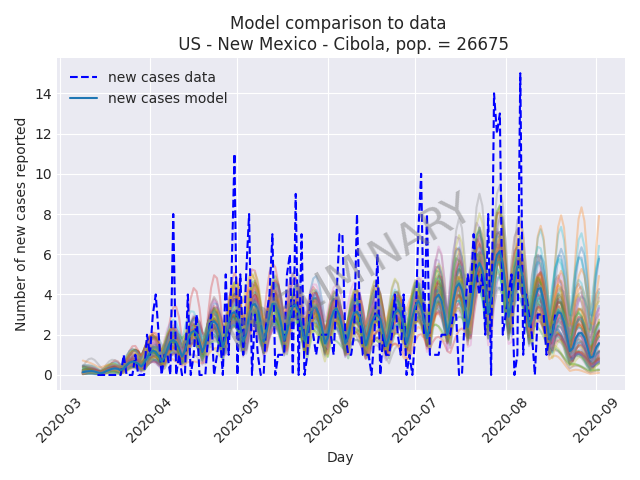 Model comparison to data
US - New Mexico - Cibola, pop. = 26675
new cases data
new cases model
Number of new cases reported
14
12
10
8
6
4
2
0
2020-03
2020-04
2020-05
2020-06
2020-07
2020-08
2020-09
Day